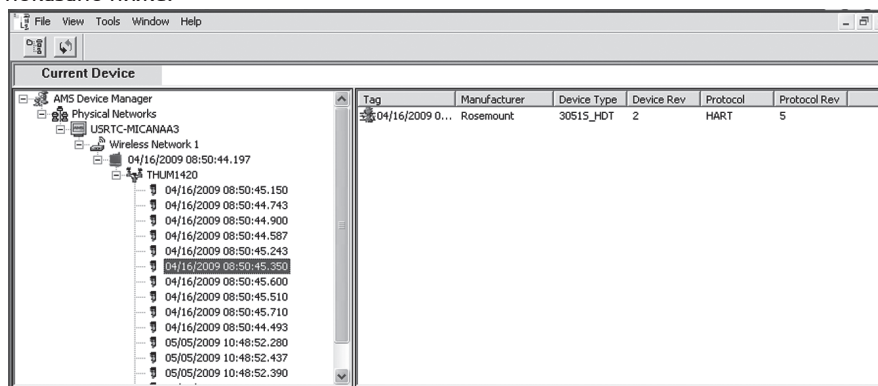 показано ниже.
File View Tools Window Help
Current Device
AMS Device Manager
Physical Networks
USRTC-MICANAA3
Wireless Network 1
04/16/2009 08:50:44.197
THUM1420
04/16/2009 08:50:45.150
04/16/2009 08:50:44.743
04/16/2009 08:50:44.900
04/16/2009 08:50:44.587
04/16/2009 08:50:45.243
04/16/2009 08:50:45.350
04/16/2009 08:50:45.600
04/16/2009 08:50:45.510
04/16/2009 08:50:45.710
04/16/2009 08:50:44.493
05/05/2009 10:48:52.280
05/05/2009 10:48:52.437
05/05/2009 10:48:52.390
Tag Manufacturer Device Type Device Rev Protocol Protocol Rev
04/16/2009 0... Rosemount 3051S_HDT 2 HART 5